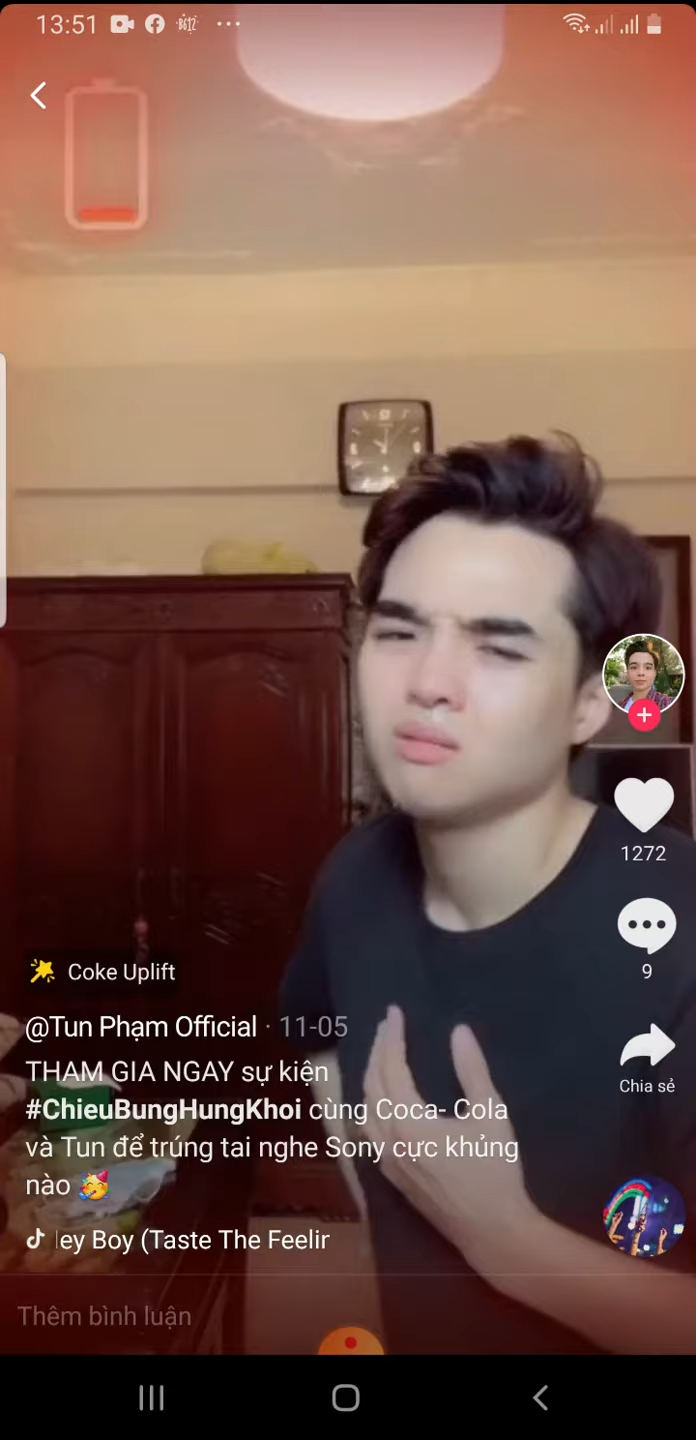 13:51
Coke Uplift
@Tun Phạm Official · 11-05
THAM GIA NGAY sự kiện
#ChieuBungHungKhoi cùng Coca- Cola
và Tun để trúng tai nghe Sony cực khủng
nào 🥳
ey Boy (Taste The Feelir
1272
9
Chia sẻ
Thêm bình luận